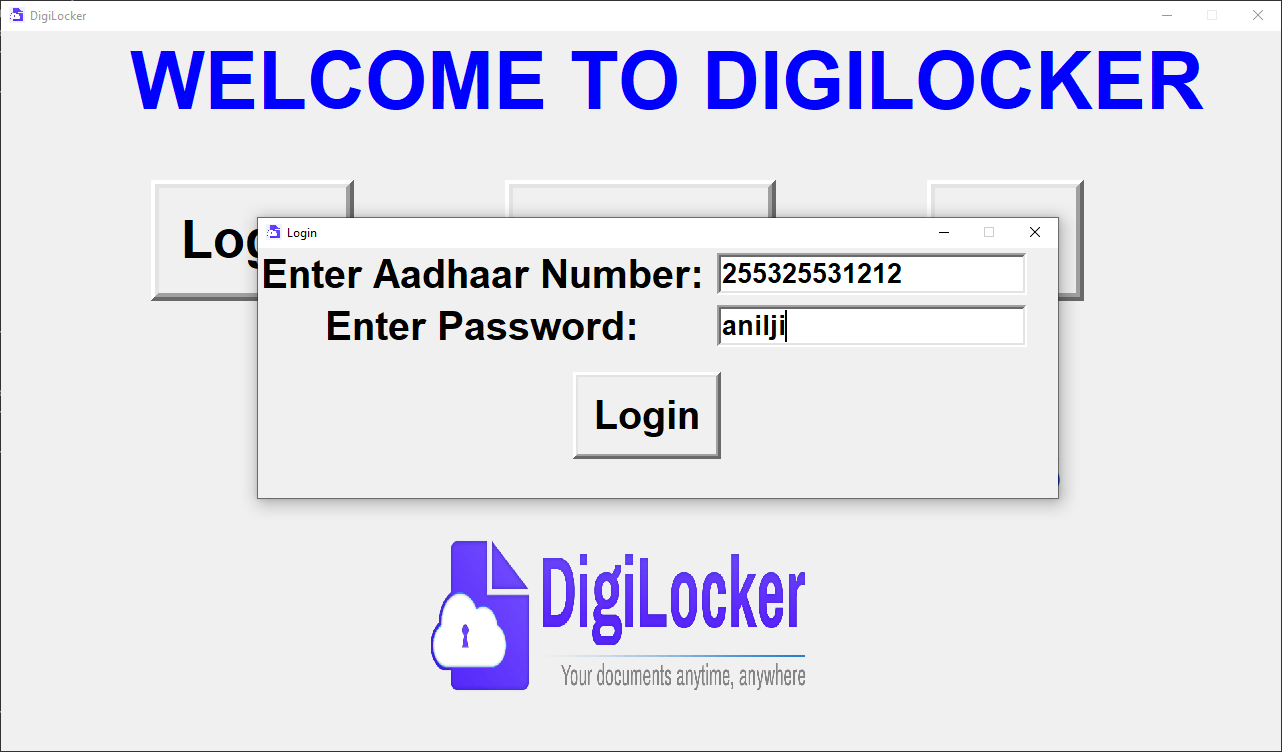 DigiLocker
WELCOME TO DIGILOCKER
Login
Enter Aadhaar Number: 255325531212
Enter Password: anilji
Login
DigiLocker
Your documents anytime, anywhere